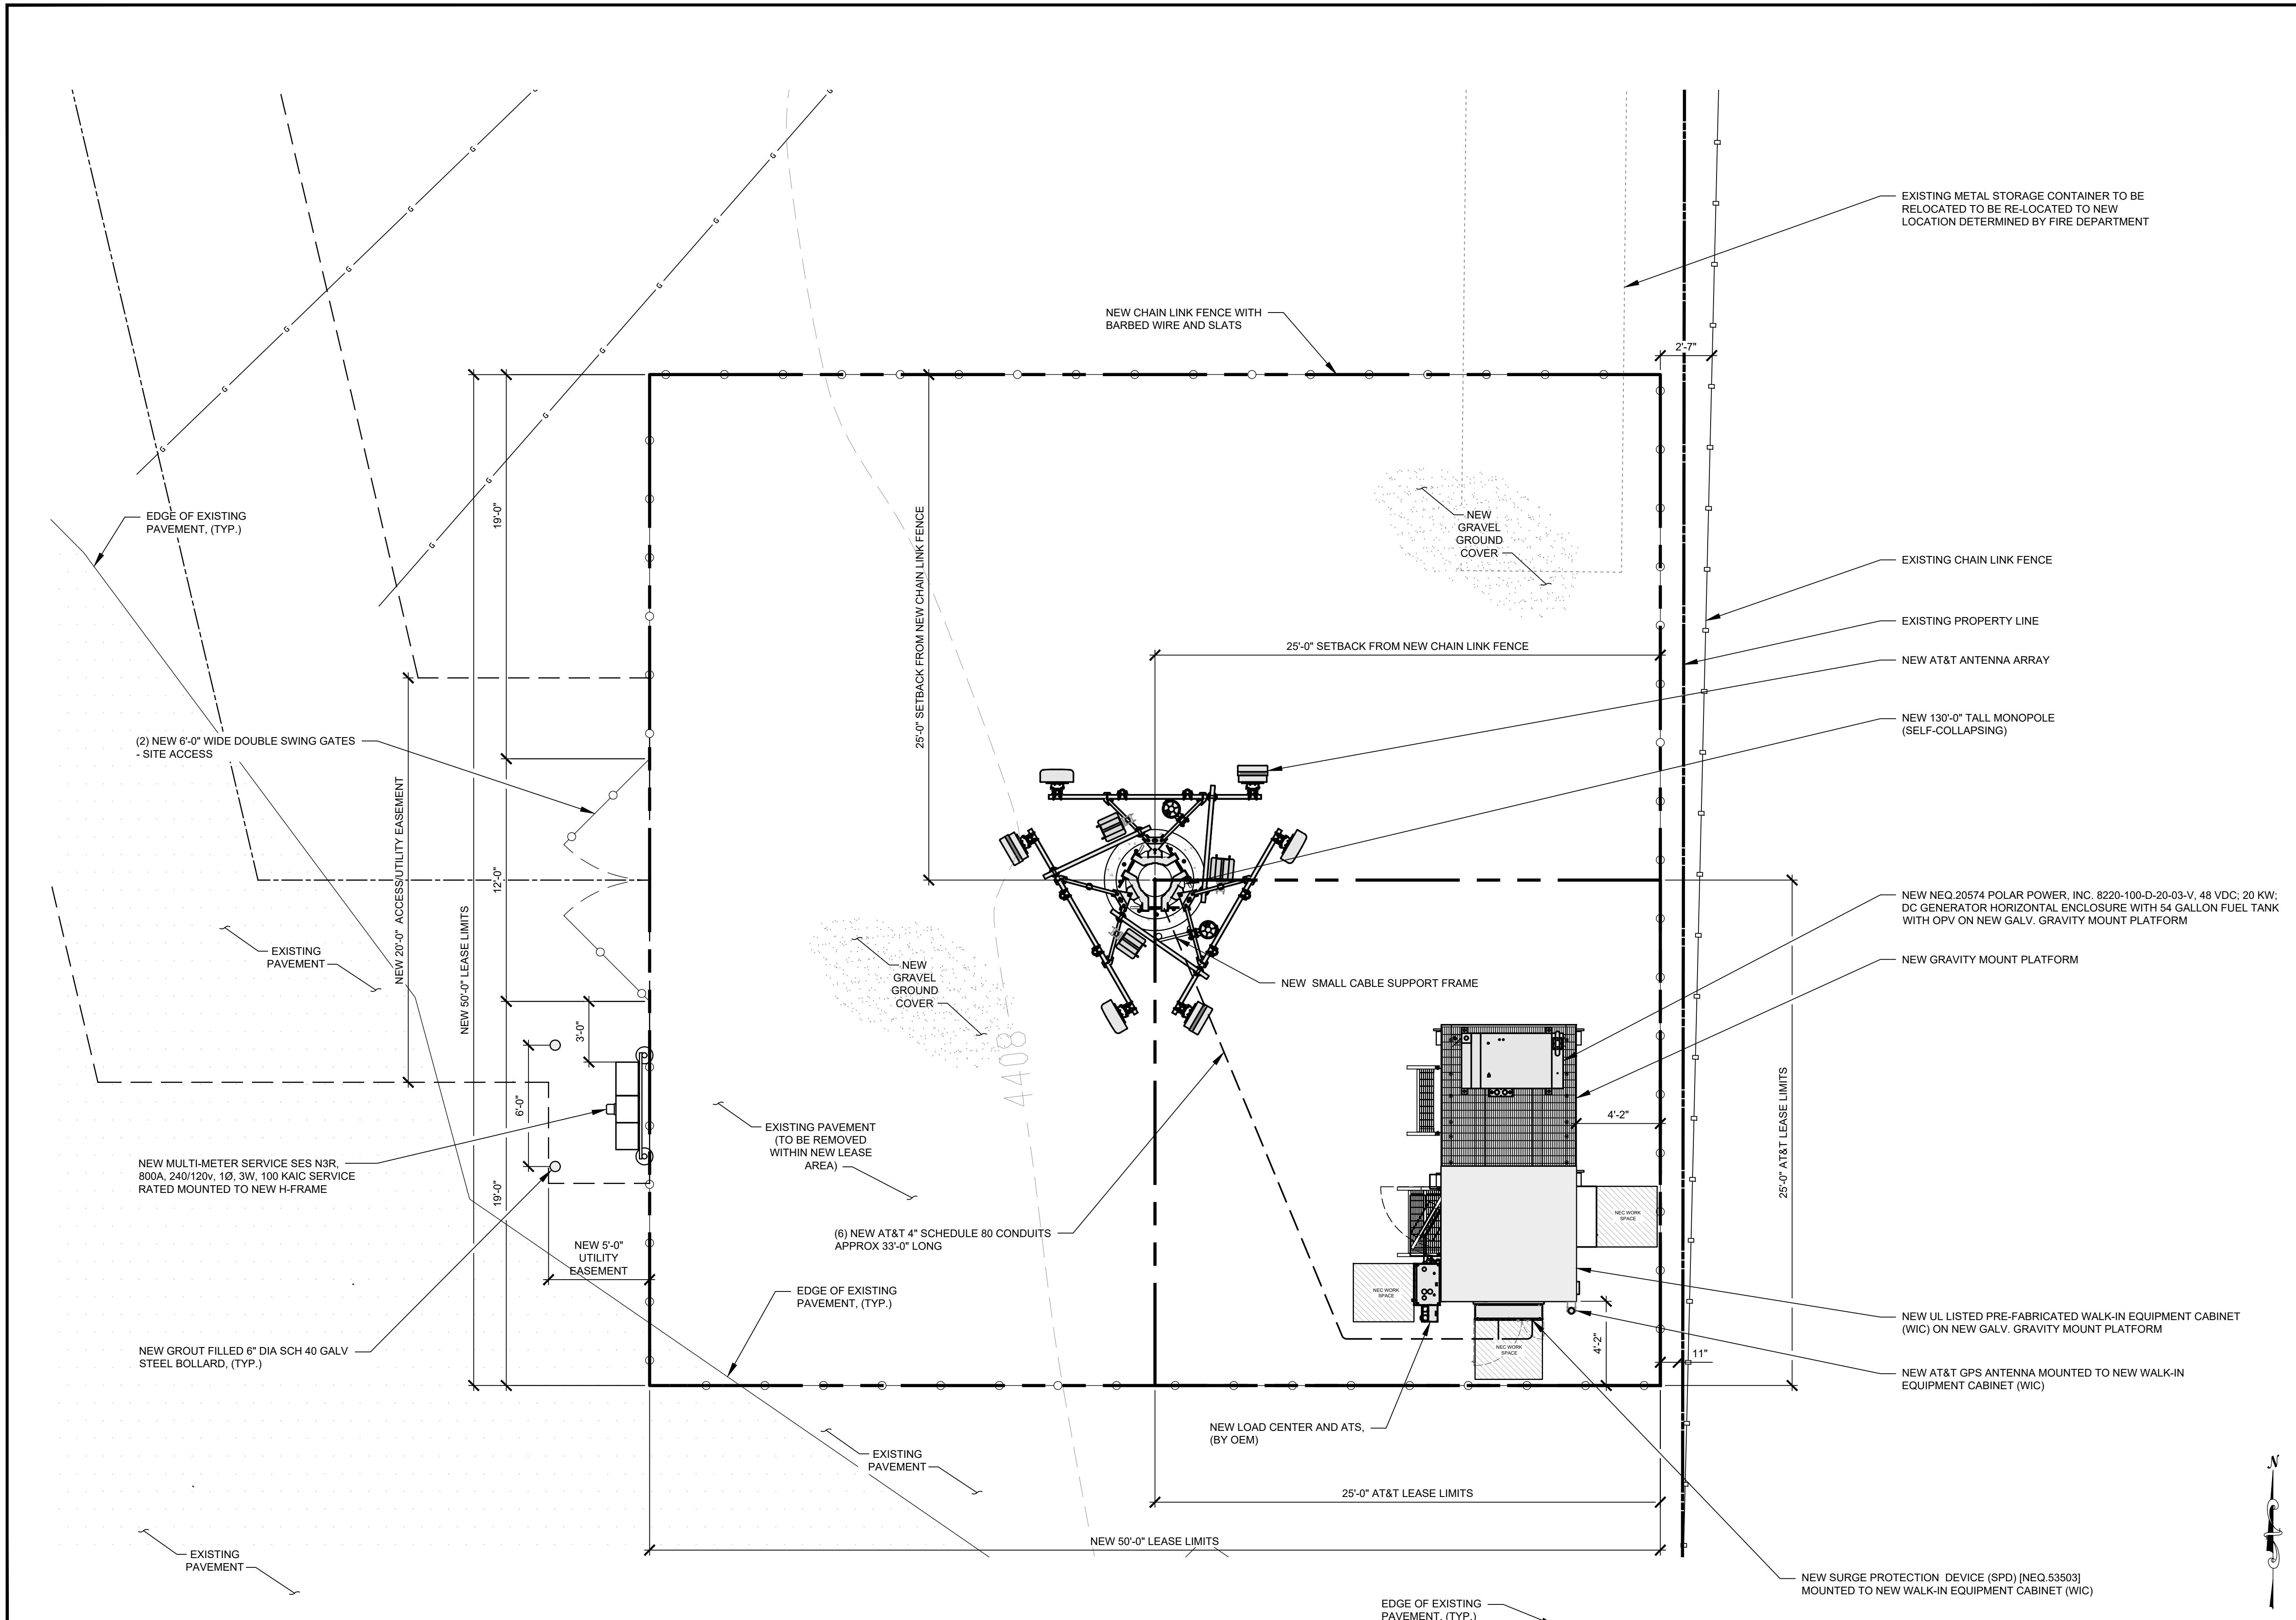 EXISTING METAL STORAGE CONTAINER TO BE
RELOCATED TO BE RE-LOCATED TO NEW
LOCATION DETERMINED BY FIRE DEPARTMENT
NEW CHAIN LINK FENCE WITH
BARBED WIRE AND SLATS
2'-7"
G
G
G
G
G
G
G
G
G
G
G
19'-0"
EDGE OF EXISTING
PAVEMENT, (TYP.)
25'-0" SETBACK FROM NEW CHAIN LINK FENCE
NEW
GRAVEL
GROUND
COVER
EXISTING CHAIN LINK FENCE
EXISTING PROPERTY LINE
25'-0" SETBACK FROM NEW CHAIN LINK FENCE
NEW AT&T ANTENNA ARRAY
NEW 130'-0" TALL MONOPOLE
(SELF-COLLAPSING)
(2) NEW 6'-0" WIDE DOUBLE SWING GATES
- SITE ACCESS
NEW 20'-0" ACCESS/UTILITY EASEMENT
NEW 50'-0" LEASE LIMITS
12'-0"
NEW NEQ.20574 POLAR POWER, INC. 8220-100-D-20-03-V, 48 VDC; 20 KW;
DC GENERATOR HORIZONTAL ENCLOSURE WITH 54 GALLON FUEL TANK
WITH OPV ON NEW GALV. GRAVITY MOUNT PLATFORM
EXISTING
PAVEMENT
NEW
GRAVEL
GROUND
COVER
NEW SMALL CABLE SUPPORT FRAME
NEW GRAVITY MOUNT PLATFORM
3'-0"
6'-0"
4'-2"
25'-0" AT&T LEASE LIMITS
EXISTING PAVEMENT
(TO BE REMOVED
WITHIN NEW LEASE
AREA)
NEW MULTI-METER SERVICE SES N3R,
800A, 240/120v, 1Ø, 3W, 100 KAIC SERVICE
RATED MOUNTED TO NEW H-FRAME
19'-0"
NEC WORK
SPACE
(6) NEW AT&T 4" SCHEDULE 80 CONDUITS
APPROX 33'-0" LONG
NEW 5'-0"
UTILITY
EASEMENT
NEC WORK
SPACE
EDGE OF EXISTING
PAVEMENT, (TYP.)
NEW UL LISTED PRE-FABRICATED WALK-IN EQUIPMENT CABINET
(WIC) ON NEW GALV. GRAVITY MOUNT PLATFORM
NEC WORK
SPACE
4'-2"
11"
NEW GROUT FILLED 6" DIA SCH 40 GALV
STEEL BOLLARD, (TYP.)
NEW AT&T GPS ANTENNA MOUNTED TO NEW WALK-IN
EQUIPMENT CABINET (WIC)
NEW LOAD CENTER AND ATS,
(BY OEM)
EXISTING
PAVEMENT
25'-0" AT&T LEASE LIMITS
N
NEW 50'-0" LEASE LIMITS
EXISTING
PAVEMENT
NEW SURGE PROTECTION DEVICE (SPD) [NEQ.53503]
MOUNTED TO NEW WALK-IN EQUIPMENT CABINET (WIC)
EDGE OF EXISTING
PAVEMENT, (TYP.)